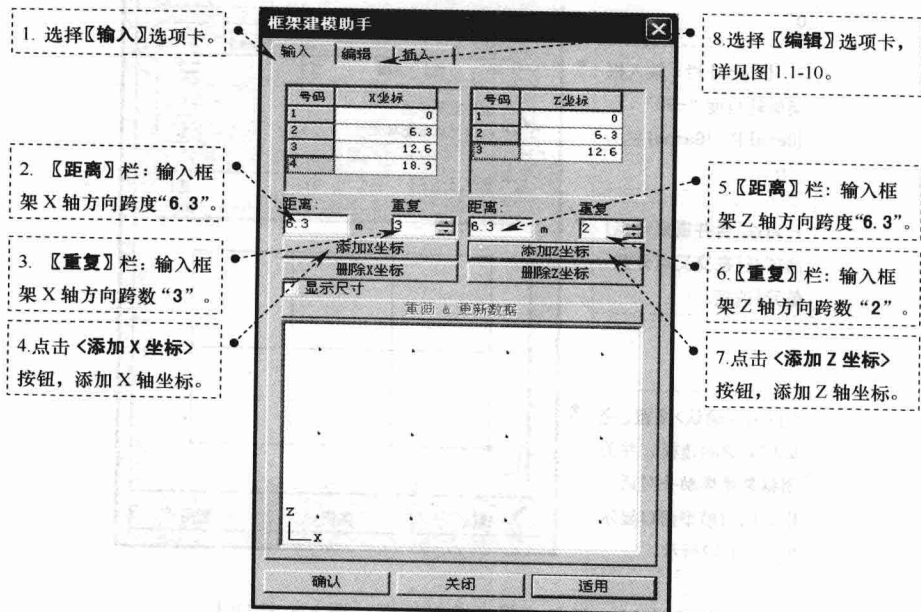 框架建模助手
1. 选择〖输入〗选项卡。
输入 编辑 插入
8.选择〖编辑〗选项卡，
详见图1.1-10。
号码 X坐标
1 0
2 6.3
3 12.6
4 18.9
号码 Z坐标
1 0
2 6.3
3 12.6
2. 〖距离〗栏：输入框
架X轴方向跨度“6.3”。
距离: 重复
6.3 m 3
距离: 重复
6.3 m 2
5.〖距离〗栏：输入框
架Z轴方向跨度“6.3”。
3. 〖重复〗栏：输入框
架X轴方向跨数“3”。
添加X坐标
删除X坐标
添加Z坐标
删除Z坐标
6.〖重复〗栏：输入框
架Z轴方向跨数“2”。
显示尺寸
重画 & 更新数据
4.点击<添加X坐标>
按钮，添加X轴坐标。
7.点击<添加Z坐标>
按钮，添加Z轴坐标。
Z
X
确认 关闭 适用